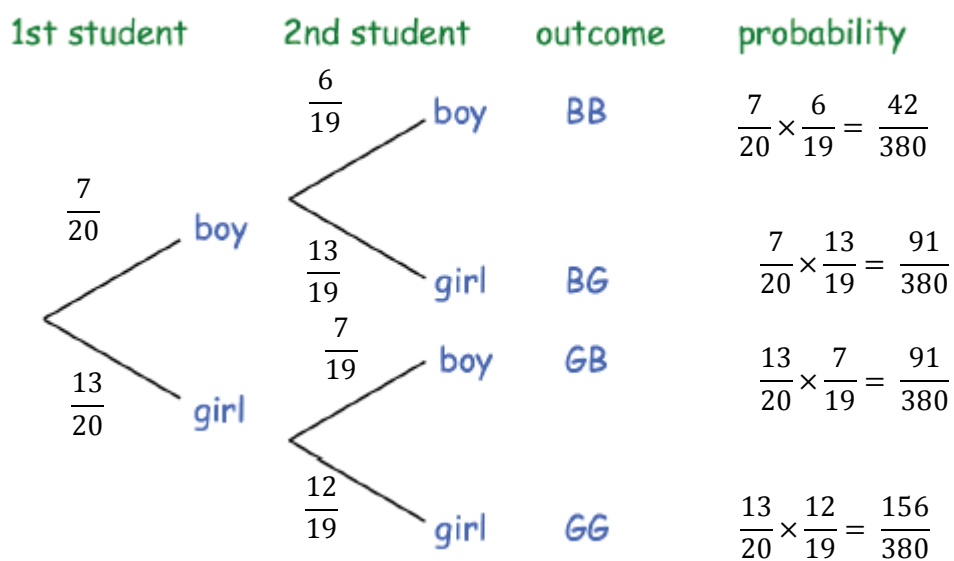 1st student 2nd student outcome probability
6/19 boy BB 7/20 × 6/19 = 42/380
7/20 boy
13/19 girl BG 7/20 × 13/19 = 91/380
7/19 boy GB 13/20 × 7/19 = 91/380
13/20 girl
12/19 girl GG 13/20 × 12/19 = 156/380